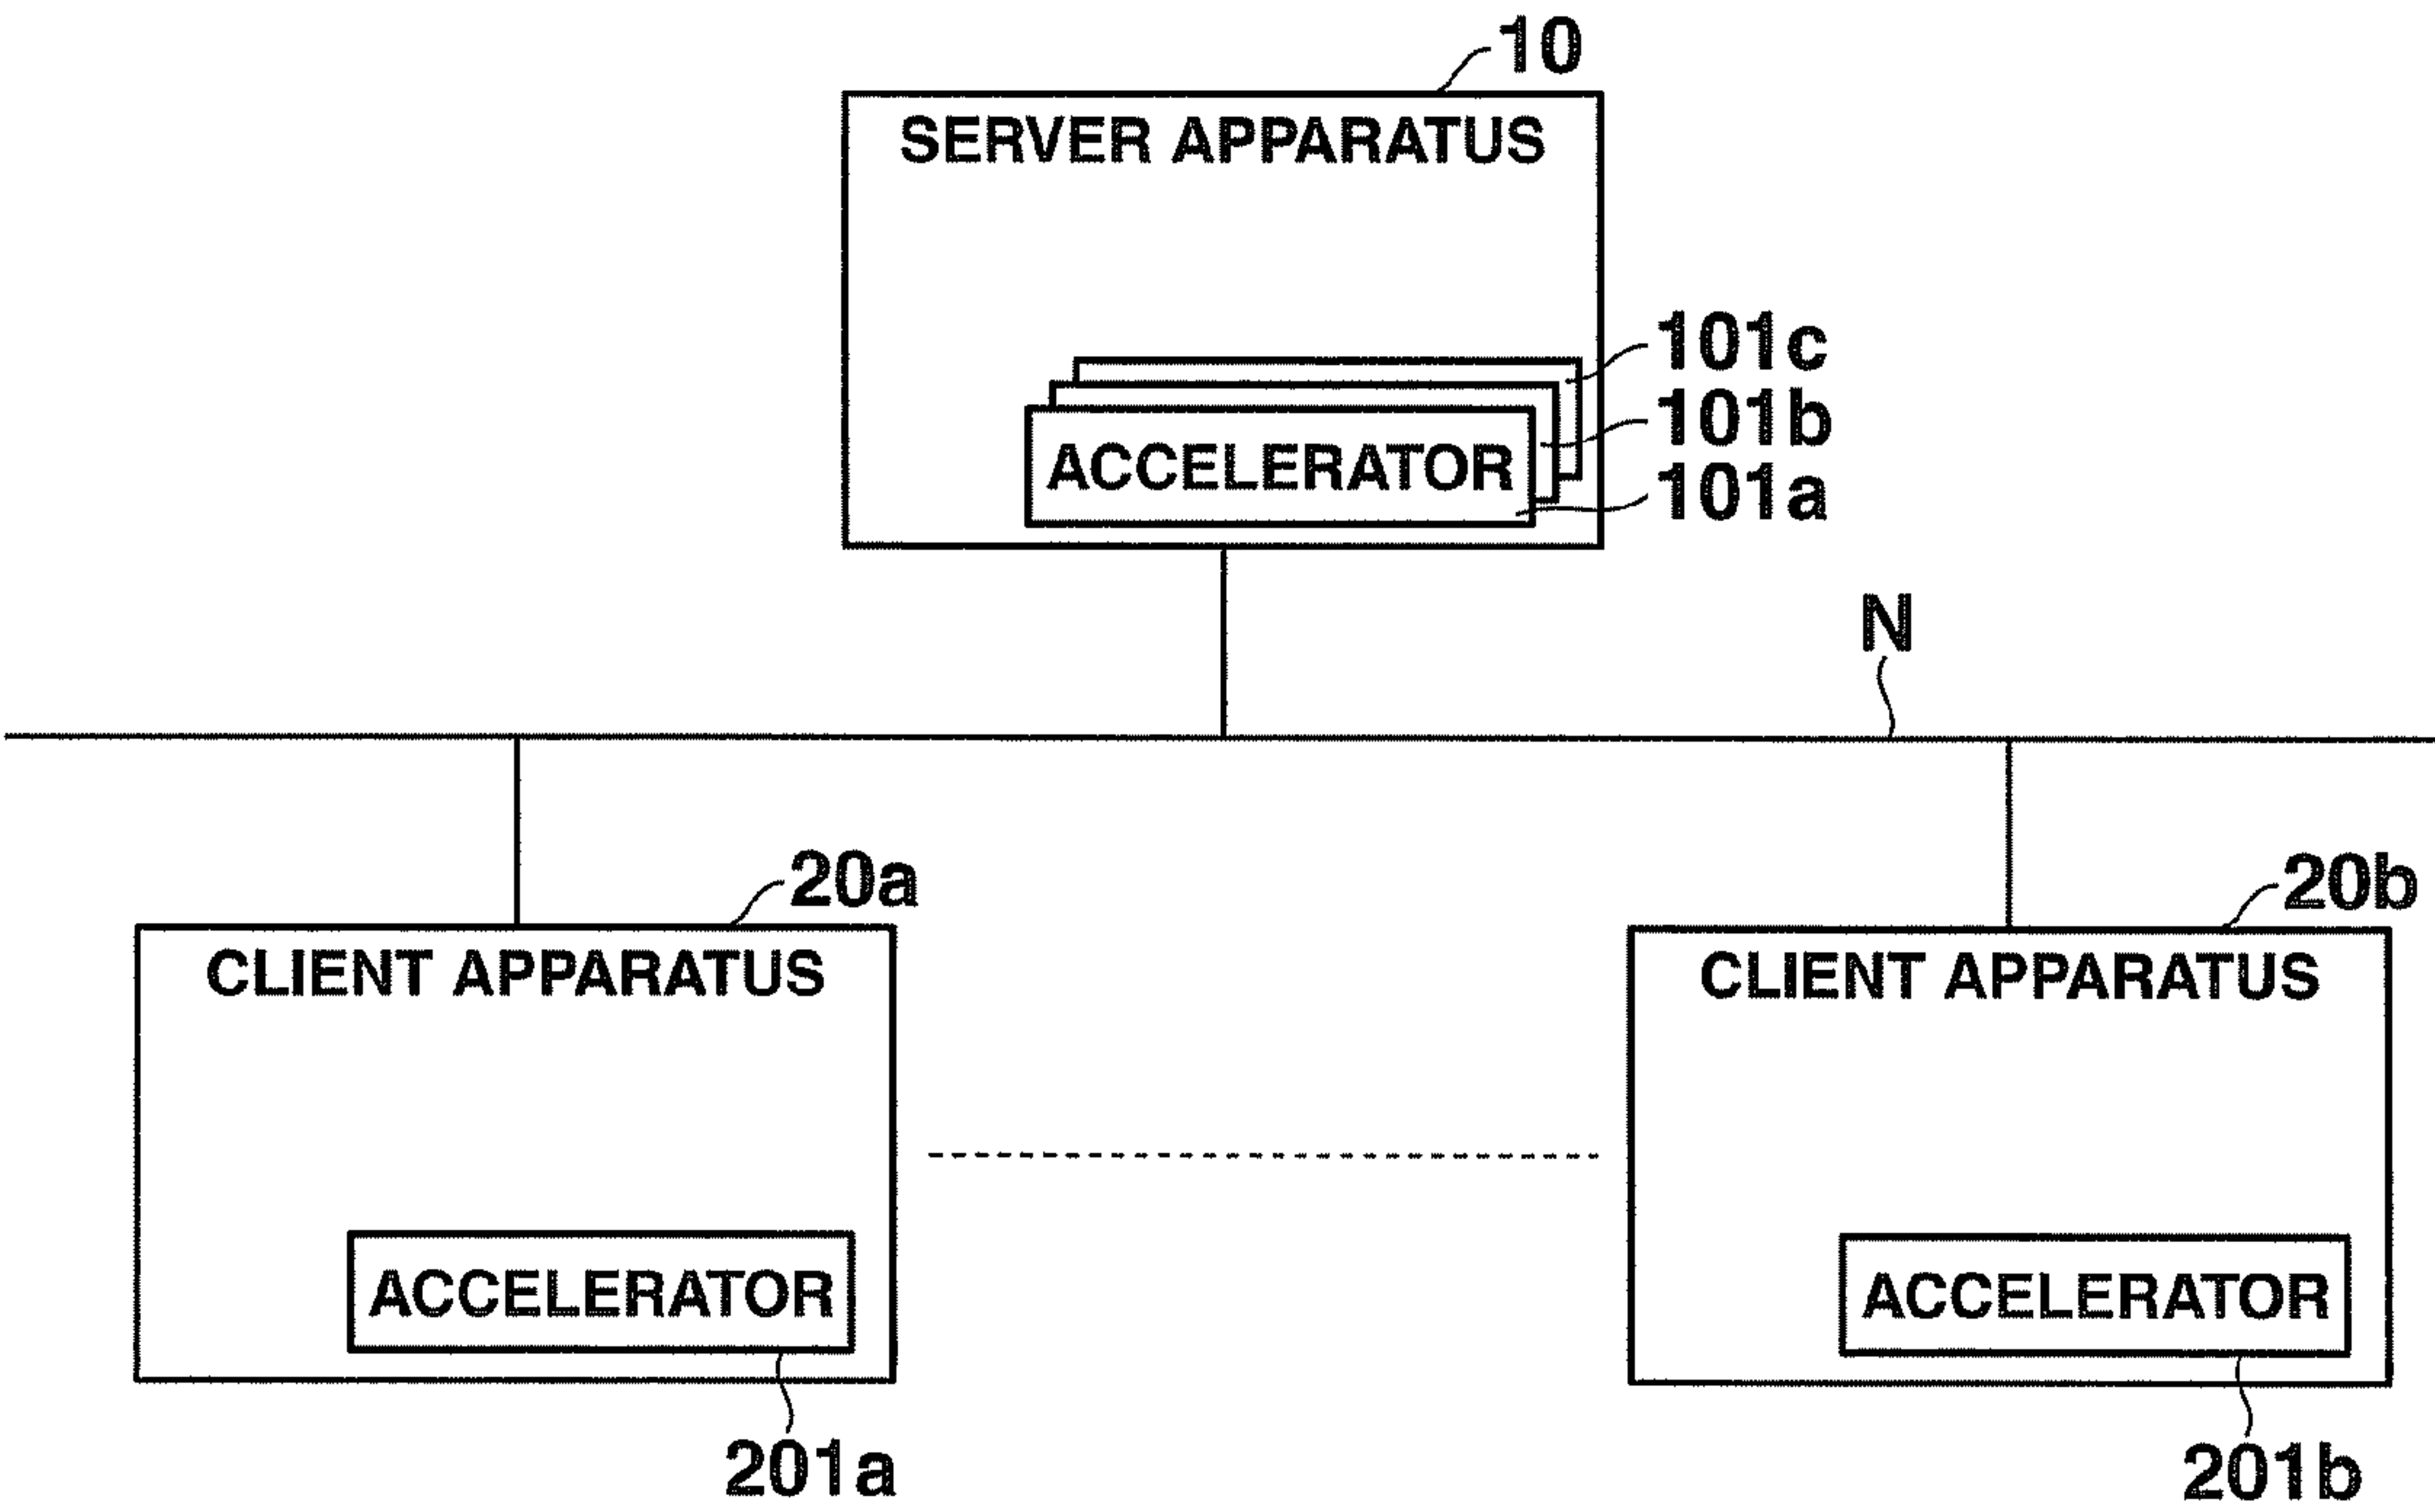 10
SERVER APPARATUS
101c
101b
ACCELERATOR
101a
N
20a
20b
CLIENT APPARATUS
CLIENT APPARATUS
ACCELERATOR
ACCELERATOR
201a
201b